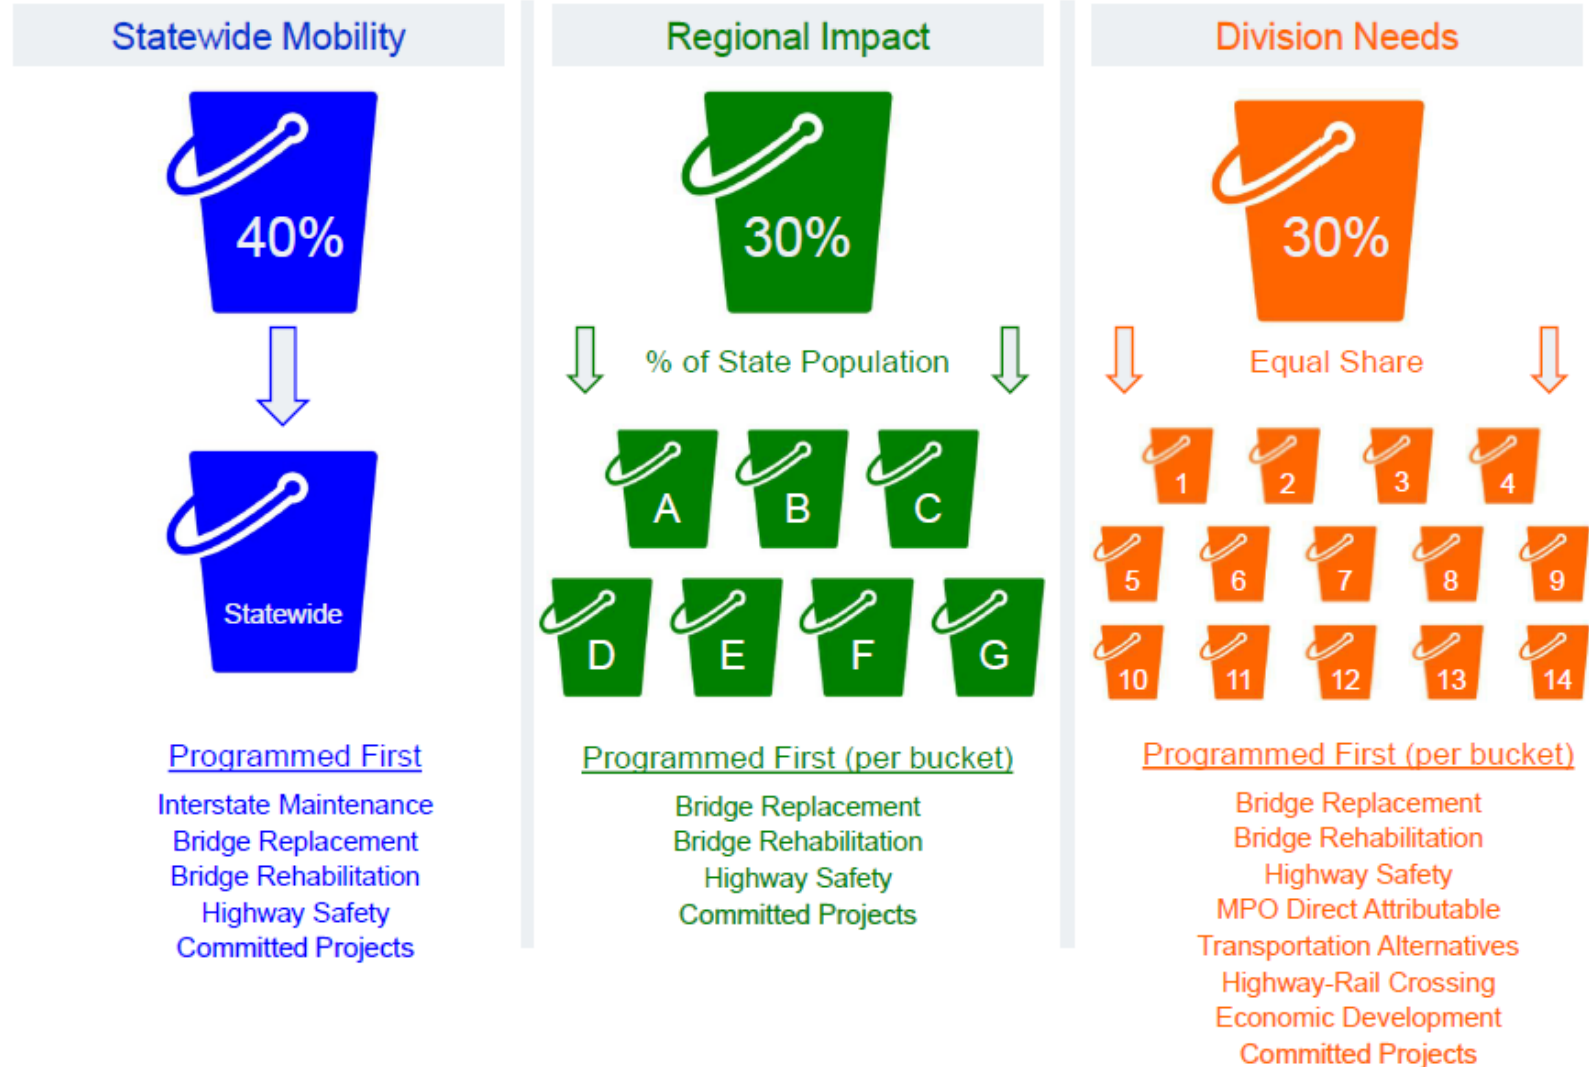 Statewide Mobility
40%
Statewide
Programmed First
Interstate Maintenance
Bridge Replacement
Bridge Rehabilitation
Highway Safety
Committed Projects
Regional Impact
30%
% of State Population
A B C
D E F G
Programmed First (per bucket)
Bridge Replacement
Bridge Rehabilitation
Highway Safety
Committed Projects
Division Needs
30%
Equal Share
1 2 3 4
5 6 7 8 9
10 11 12 13 14
Programmed First (per bucket)
Bridge Replacement
Bridge Rehabilitation
Highway Safety
MPO Direct Attributable
Transportation Alternatives
Highway-Rail Crossing
Economic Development
Committed Projects